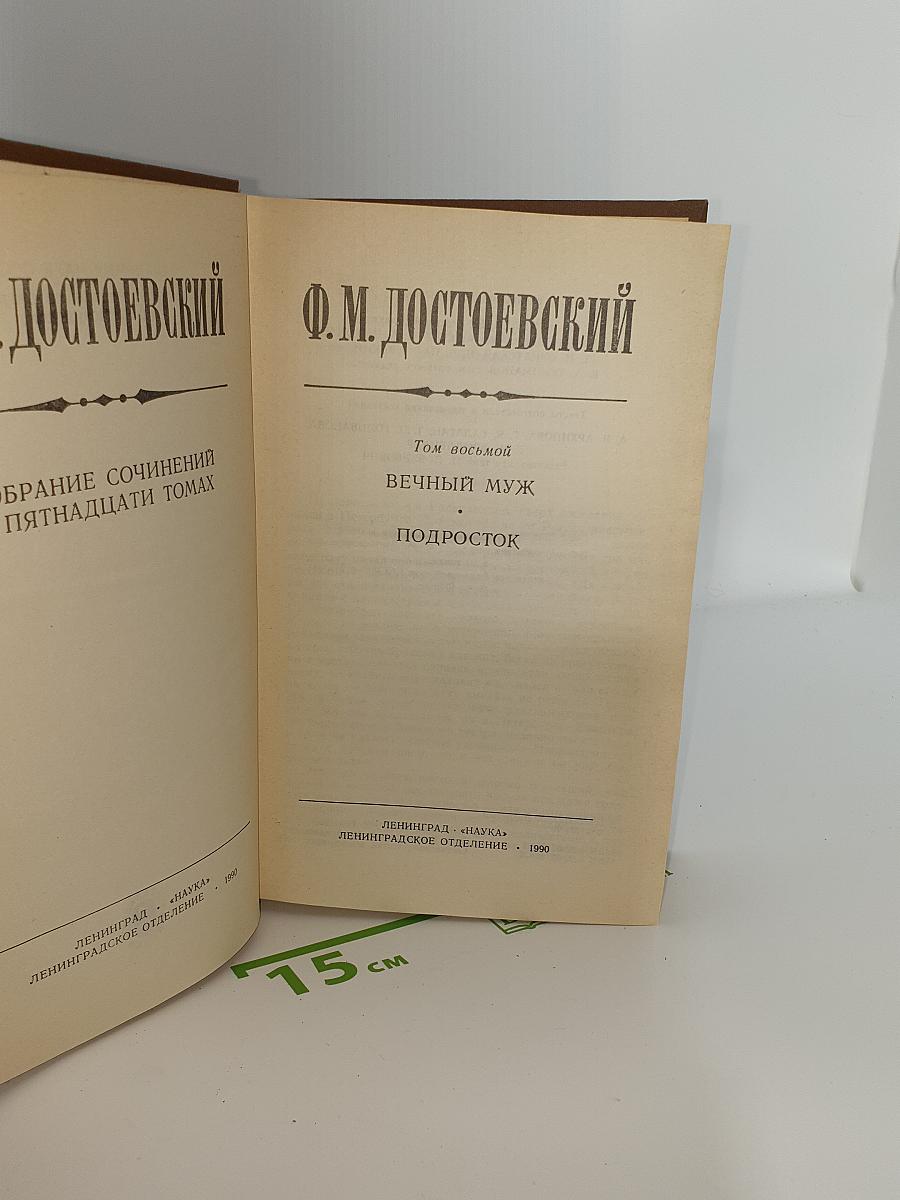 . ДОСТОЕВСКИЙ
ОБРАНИЕ СОЧИНЕНИЙ
ПЯТНАДЦАТИ ТОМАХ
ЛЕНИНГРАД · «НАУКА»
ЛЕНИНГРАДСКОЕ ОТДЕЛЕНИЕ · 1990
Ф. М. ДОСТОЕВСКИЙ
Том восьмой
ВЕЧНЫЙ МУЖ
·
ПОДРОСТОК
ЛЕНИНГРАД · «НАУКА»
ЛЕНИНГРАДСКОЕ ОТДЕЛЕНИЕ · 1990
15 см